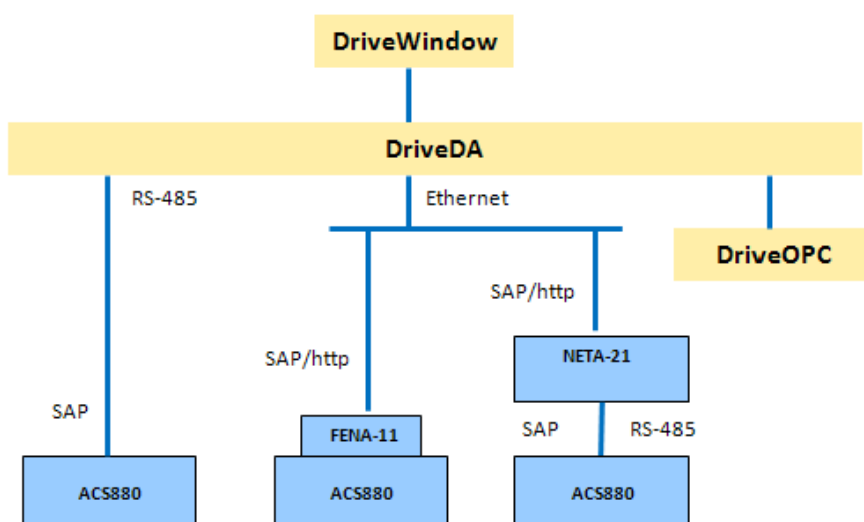 DriveWindow
DriveDA
RS-485
Ethernet
DriveOPC
SAP/http
NETA-21
SAP/http
SAP
FENA-11
SAP
RS-485
ACS880
ACS880
ACS880